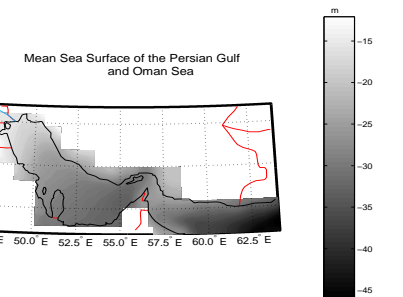 m
Mean Sea Surface of the Persian Gulf
and Oman Sea
−15
−20
−25
−30
−35
−40
−45
E 50.0° E 52.5° E 55.0° E 57.5° E 60.0° E 62.5° E